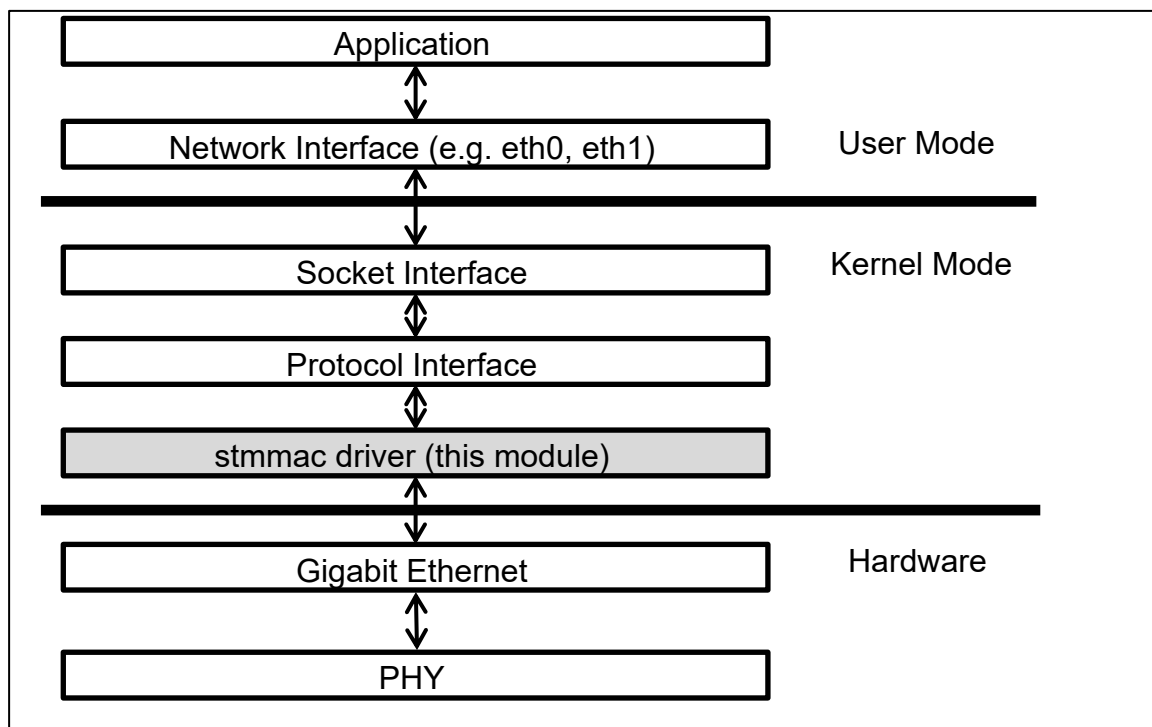 Application
Network Interface (e.g. eth0, eth1)
User Mode
Socket Interface
Kernel Mode
Protocol Interface
stmmac driver (this module)
Gigabit Ethernet
Hardware
PHY